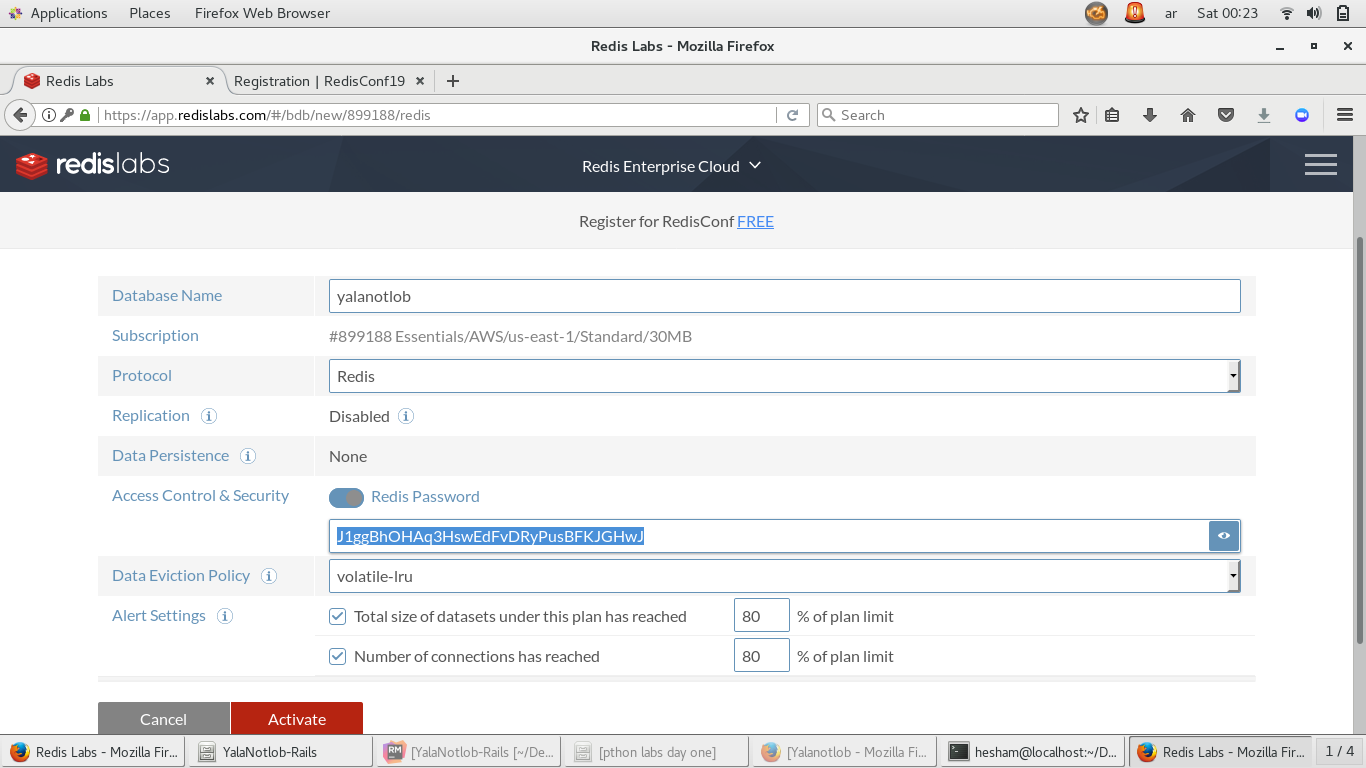 Applications Places Firefox Web Browser ar Sat 00:23
Redis Labs - Mozilla Firefox
Redis Labs Registration | RedisConf19
https://app.redislabs.com/#/bdb/new/899188/redis Search
redislabs Redis Enterprise Cloud
Register for RedisConf FREE
Database Name yalanotlob
Subscription #899188 Essentials/AWS/us-east-1/Standard/30MB
Protocol Redis
Replication Disabled
Data Persistence None
Access Control & Security Redis Password
J1ggBhOHAq3HswEdFvDRyPusBFKJGHwJ
Data Eviction Policy volatile-lru
Alert Settings Total size of datasets under this plan has reached 80 % of plan limit
Number of connections has reached 80 % of plan limit
Cancel Activate
Redis Labs - Mozilla Fir... YalaNotlob-Rails [YalaNotlob-Rails [~/De... [pthon labs day one] [Yalanotlob - Mozilla Fi... hesham@localhost:~/D... Redis Labs - Mozilla Fir... 1 / 4